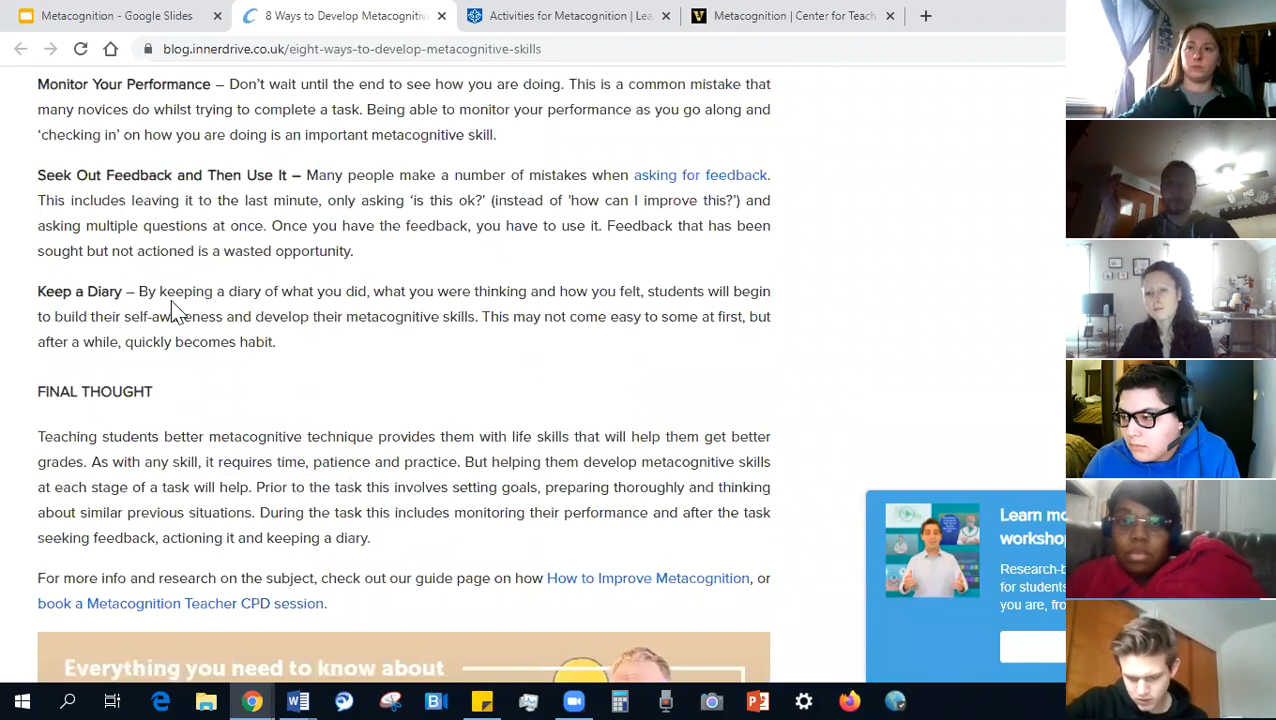 Metacognition - Google Slides
8 Ways to Develop Metacognitiv
Activities for Metacognition | Lea
Metacognition | Center for Teach
blog.innerdrive.co.uk/eight-ways-to-develop-metacognitive-skills
Monitor Your Performance – Don't wait until the end to see how you are doing. This is a common mistake that
many novices do whilst trying to complete a task. Being able to monitor your performance as you go along and
‘checking in’ on how you are doing is an important metacognitive skill.
Seek Out Feedback and Then Use It – Many people make a number of mistakes when asking for feedback.
This includes leaving it to the last minute, only asking ‘is this ok?’ (instead of 'how can I improve this?’) and
asking multiple questions at once. Once you have the feedback, you have to use it. Feedback that has been
sought but not actioned is a wasted opportunity.
Keep a Diary – By keeping a diary of what you did, what you were thinking and how you felt, students will begin
to build their self-awareness and develop their metacognitive skills. This may not come easy to some at first, but
after a while, quickly becomes habit.
FINAL THOUGHT
Teaching students better metacognitive technique provides them with life skills that will help them get better
grades. As with any skill, it requires time, patience and practice. But helping them develop metacognitive skills
at each stage of a task will help. Prior to the task this involves setting goals, preparing thoroughly and thinking
about similar previous situations. During the task this includes monitoring their performance and after the task
seeking feedback, actioning it and keeping a diary.
For more info and research on the subject, check out our guide page on how How to Improve Metacognition, or
book a Metacognition Teacher CPD session.
Everything you need to know about
Learn mo
workshop
Research-b
for students
you are, fro